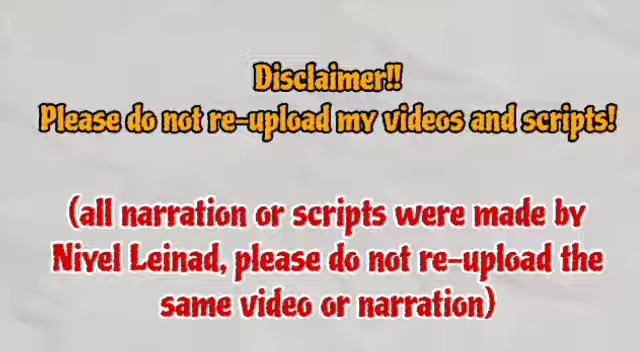 Disclaimer!!
Please do not re-upload my videos and scripts!
(all narration or scripts were made by
Niyel Leinad, please do not re-upload the
same video or narration)